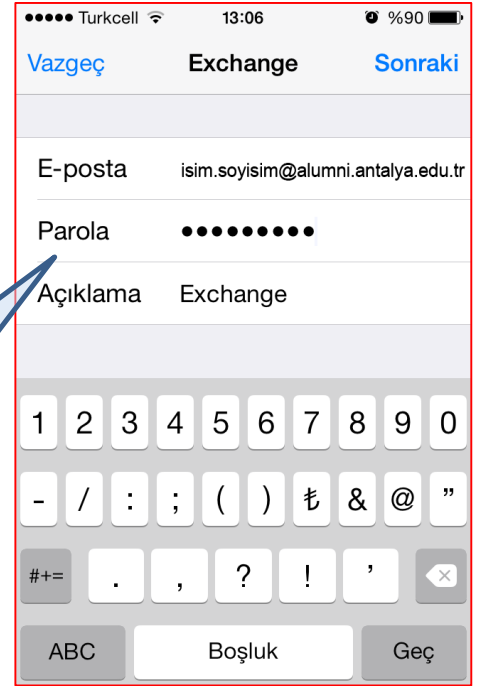 ●●●●● Turkcell 13:06 %90
Vazgeç Exchange Sonraki
E-posta isim.soyisim@alumni.antalya.edu.tr
Parola ●●●●●●●●●
Açıklama Exchange
1 2 3 4 5 6 7 8 9 0
- / : ; ( ) ₺ & @ ”
#+= . , ? ! ’
ABC Boşluk Geç